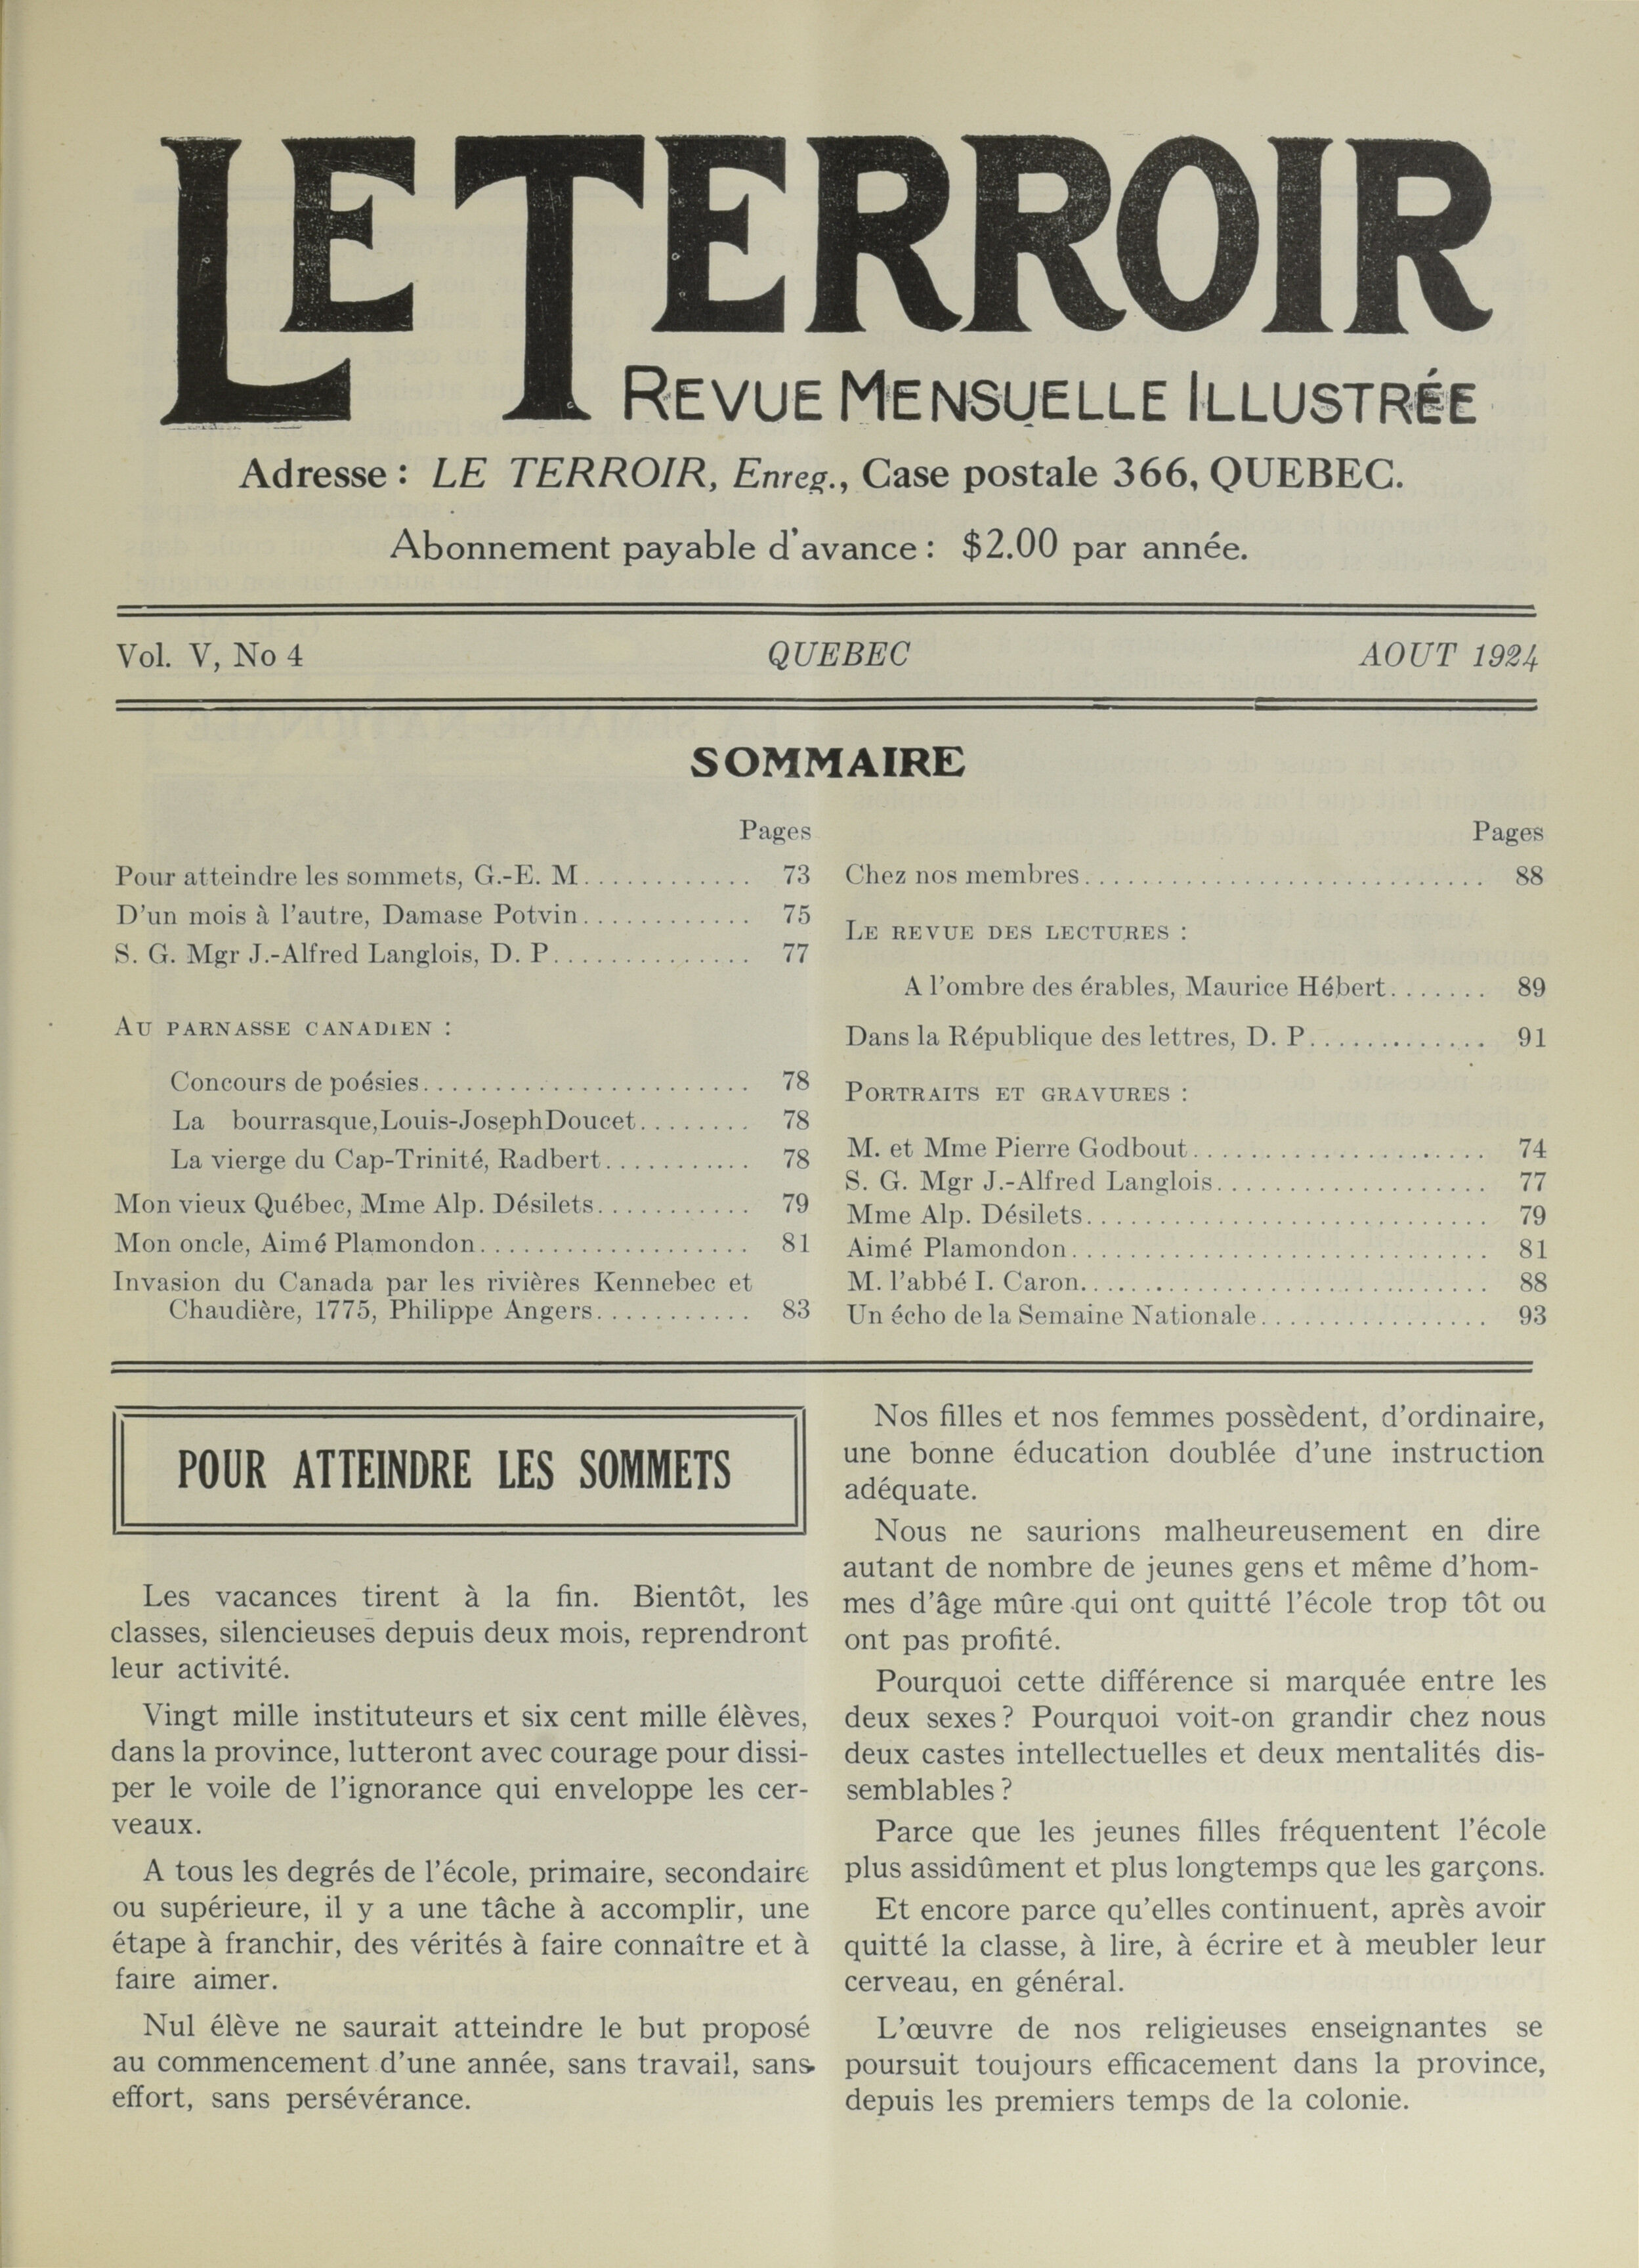 LE TERROIR
REVUE MENSUELLE ILLUSTRÉE
Adresse : LE TERROIR, Enreg., Case postale 366, QUEBEC.
Abonnement payable d'avance : $2.00 par année.
Vol. V, No 4 QUEBEC AOUT 1924
SOMMAIRE
Pages
Pour atteindre les sommets, G.-E. M............. 73
D'un mois à l'autre, Damase Potvin............ 75
S. G. Mgr J.-Alfred Langlois, D. P.............. 77
AU PARNASSE CANADIEN :
Concours de poésies....................... 78
La bourrasque,Louis-JosephDoucet........ 78
La vierge du Cap-Trinité, Radbert........... 78
Mon vieux Québec, Mme Alp. Désilets........... 79
Mon oncle, Aimé Plamondon................... 81
Invasion du Canada par les rivières Kennebec et
Chaudière, 1775, Philippe Angers........... 83
Pages
Chez nos membres............................ 88
LE REVUE DES LECTURES :
A l'ombre des érables, Maurice Hébert....... 89
Dans la République des lettres, D. P............. 91
PORTRAITS ET GRAVURES :
M. et Mme Pierre Godbout..................... 74
S. G. Mgr J.-Alfred Langlois................... 77
Mme Alp. Désilets............................ 79
Aimé Plamondon............................. 81
M. l'abbé I. Caron............................. 88
Un écho de la Semaine Nationale................ 93
POUR ATTEINDRE LES SOMMETS
Les vacances tirent à la fin. Bientôt, les
classes, silencieuses depuis deux mois, reprendront
leur activité.
Vingt mille instituteurs et six cent mille élèves,
dans la province, lutteront avec courage pour dissi-
per le voile de l'ignorance qui enveloppe les cer-
veaux.
A tous les degrés de l'école, primaire, secondaire
ou supérieure, il y a une tâche à accomplir, une
étape à franchir, des vérités à faire connaître et à
faire aimer.
Nul élève ne saurait atteindre le but proposé
au commencement d'une année, sans travail, sans
effort, sans persévérance.
Nos filles et nos femmes possèdent, d'ordinaire,
une bonne éducation doublée d'une instruction
adéquate.
Nous ne saurions malheureusement en dire
autant de nombre de jeunes gens et même d'hom-
mes d'âge mûre qui ont quitté l'école trop tôt ou
ont pas profité.
Pourquoi cette différence si marquée entre les
deux sexes ? Pourquoi voit-on grandir chez nous
deux castes intellectuelles et deux mentalités dis-
semblables ?
Parce que les jeunes filles fréquentent l'école
plus assidûment et plus longtemps que les garçons.
Et encore parce qu'elles continuent, après avoir
quitté la classe, à lire, à écrire et à meubler leur
cerveau, en général.
L'œuvre de nos religieuses enseignantes se
poursuit toujours efficacement dans la province,
depuis les premiers temps de la colonie.